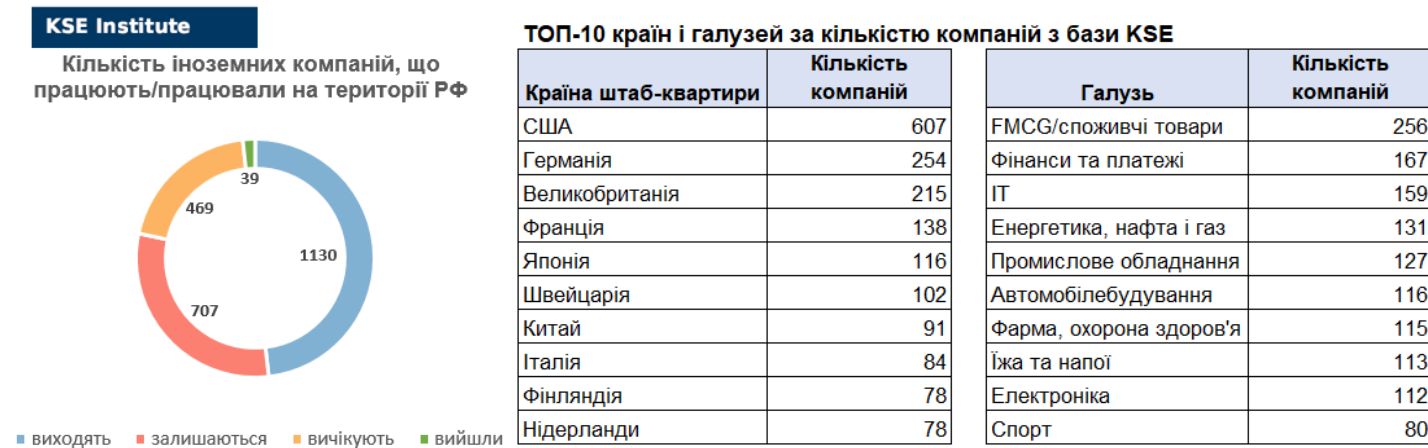 KSE Institute
Кількість іноземних компаній, що
працюють/працювали на території РФ
39
469
1130
707
виходять залишаються вичікують вийшли
ТОП-10 країн і галузей за кількістю компаній з бази KSE
Країна штаб-квартири Кількість компаній
США 607
Германія 254
Великобританія 215
Франція 138
Японія 116
Швейцарія 102
Китай 91
Італія 84
Фінляндія 78
Нідерланди 78
Галузь Кількість компаній
FMCG/споживчі товари 256
Фінанси та платежі 167
IT 159
Енергетика, нафта і газ 131
Промислове обладнання 127
Автомобілебудування 116
Фарма, охорона здоров'я 115
Їжа та напої 113
Електроніка 112
Спорт 80